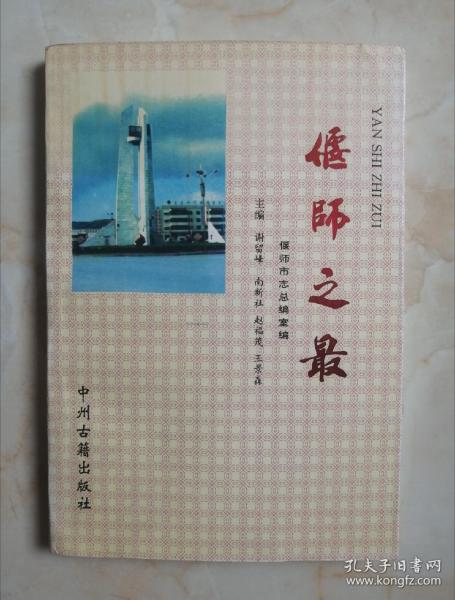 YAN SHI ZHI ZUI
偃師之最
偃师市志总编室编
主编 谢留峰 南新社 赵福茂 王景森
中州古籍出版社
孔夫子旧书网
www.kongfz.com